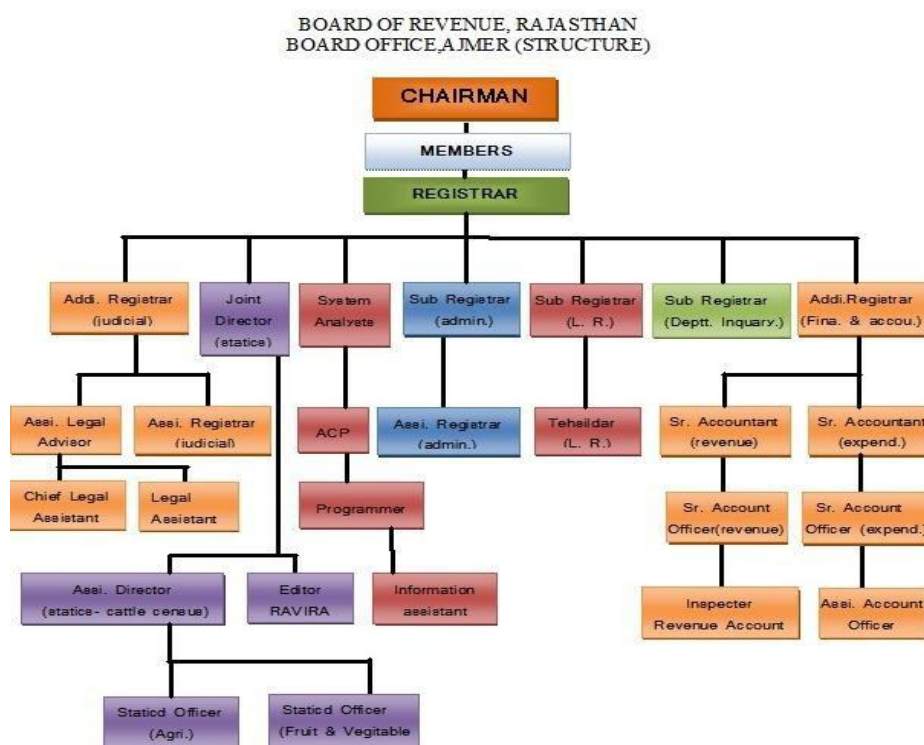 BOARD OF REVENUE, RAJASTHAN
BOARD OFFICE,AJMER (STRUCTURE)
CHAIRMAN
MEMBERS
REGISTRAR
Addi. Registrar
(judicial)
Joint
Director
(statics)
System
Analysts
Sub Registrar
(admin.)
Sub Registrar
(L. R.)
Sub Registrar
(Deptt. Inquary.)
Addi.Registrar
(Fina. & accou.)
Assi. Legal
Advisor
Assi. Registrar
(judicial)
ACP
Assi. Registrar
(admin.)
Tehsildar
(L. R.)
Sr. Accountant
(revenue)
Sr. Accountant
(expend.)
Chief Legal
Assistant
Legal
Assistant
Programmer
Sr. Account
Officer(revenue)
Sr. Account
Officer (expend.)
Assi. Director
(statics- cattle census)
Editor
RAVIRA
Information
assistant
Inspecter
Revenue Account
Assi. Account
Officer
Staticd Officer
(Agri.)
Staticd Officer
(Fruit & Vegitable